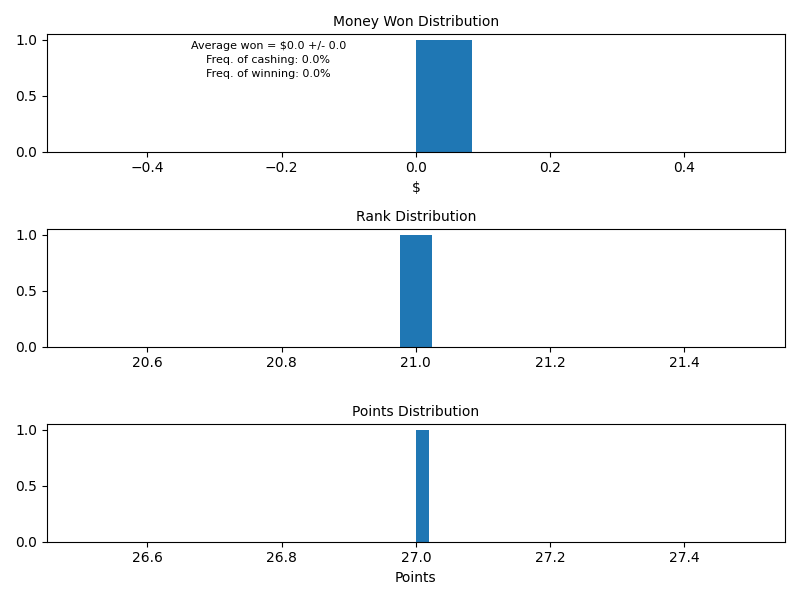 Money Won Distribution
1.0
Average won = $0.0 +/- 0.0
Freq. of cashing: 0.0%
Freq. of winning: 0.0%
0.5
0.0
−0.4 −0.2 0.0 0.2 0.4
$
Rank Distribution
1.0
0.5
0.0
20.6 20.8 21.0 21.2 21.4
Points Distribution
1.0
0.5
0.0
26.6 26.8 27.0 27.2 27.4
Points